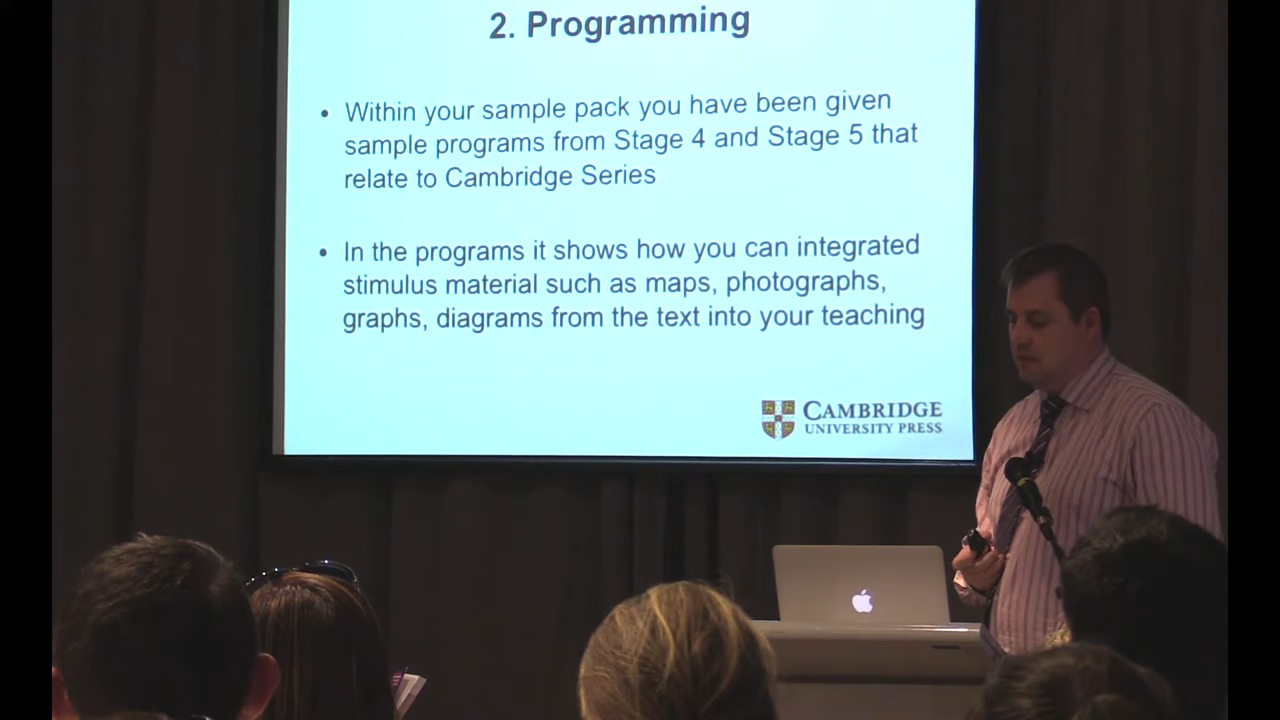 2. Programming
• Within your sample pack you have been given
sample programs from Stage 4 and Stage 5 that
relate to Cambridge Series
• In the programs it shows how you can integrated
stimulus material such as maps, photographs,
graphs, diagrams from the text into your teaching
CAMBRIDGE
UNIVERSITY PRESS